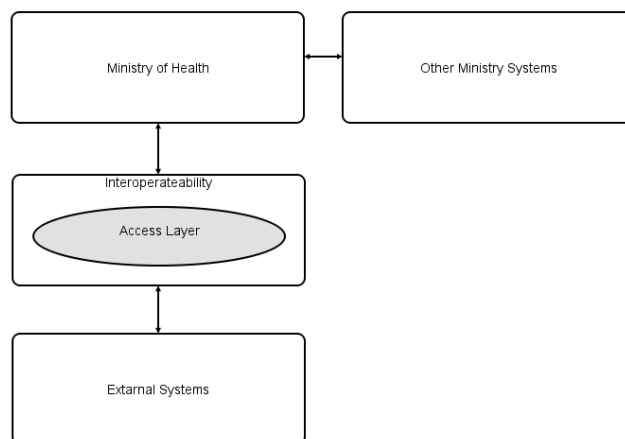 Ministry of Health
Other Ministry Systems
Interoperateability
Access Layer
Extarnal Systems